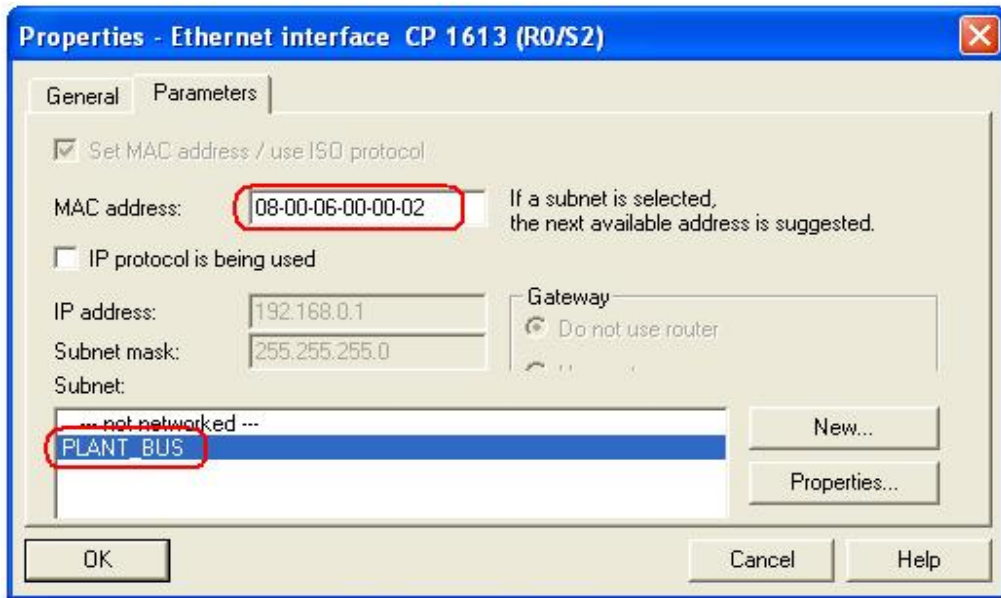 Properties - Ethernet interface CP 1613 (R0/S2)
General
Parameters
Set MAC address / use ISO protocol
MAC address:
08-00-06-00-00-02
If a subnet is selected,
the next available address is suggested.
IP protocol is being used
IP address:
192.168.0.1
Gateway
Do not use router
Subnet mask:
255.255.255.0
Subnet:
--- not networked ---
PLANT_BUS
New...
Properties...
OK
Cancel
Help